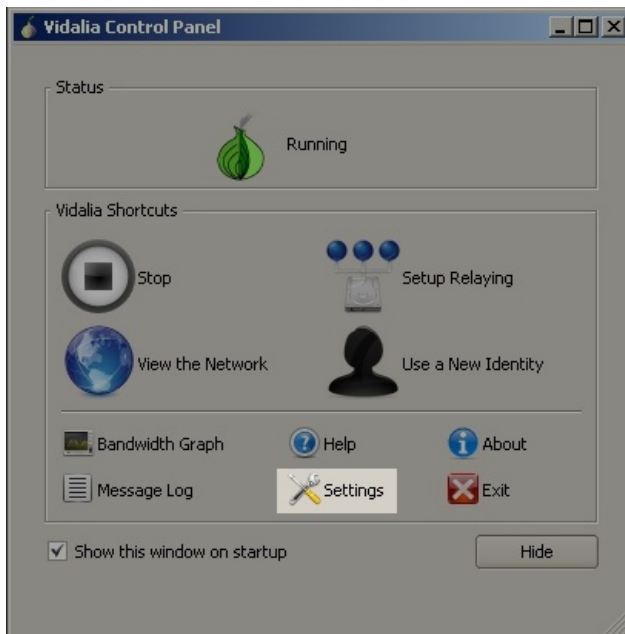 Vidalia Control Panel
Status
Running
Vidalia Shortcuts
Stop
Setup Relaying
View the Network
Use a New Identity
Bandwidth Graph
Help
About
Message Log
Settings
Exit
Show this window on startup
Hide